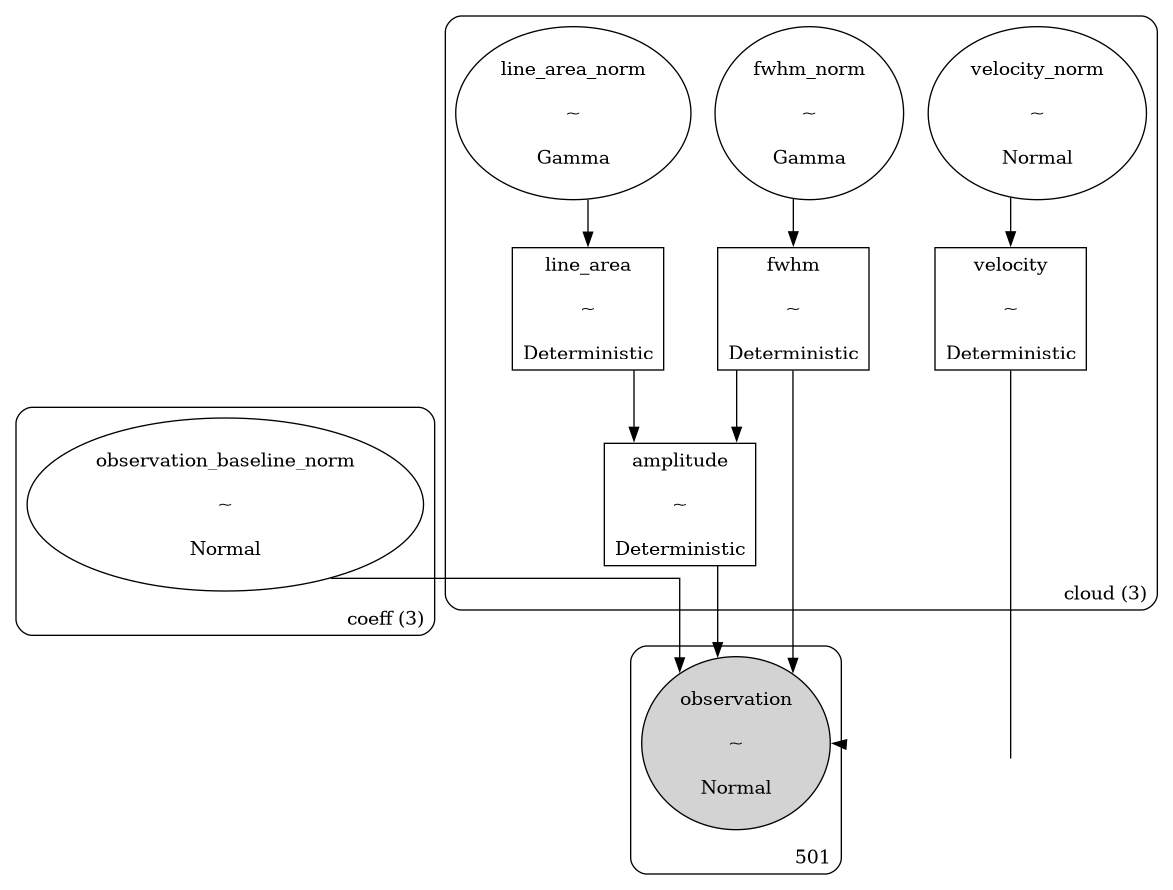 line_area_norm
~
Gamma
fwhm_norm
~
Gamma
velocity_norm
~
Normal
line_area
~
Deterministic
fwhm
~
Deterministic
velocity
~
Deterministic
observation_baseline_norm
~
Normal
coeff (3)
amplitude
~
Deterministic
cloud (3)
observation
~
Normal
501